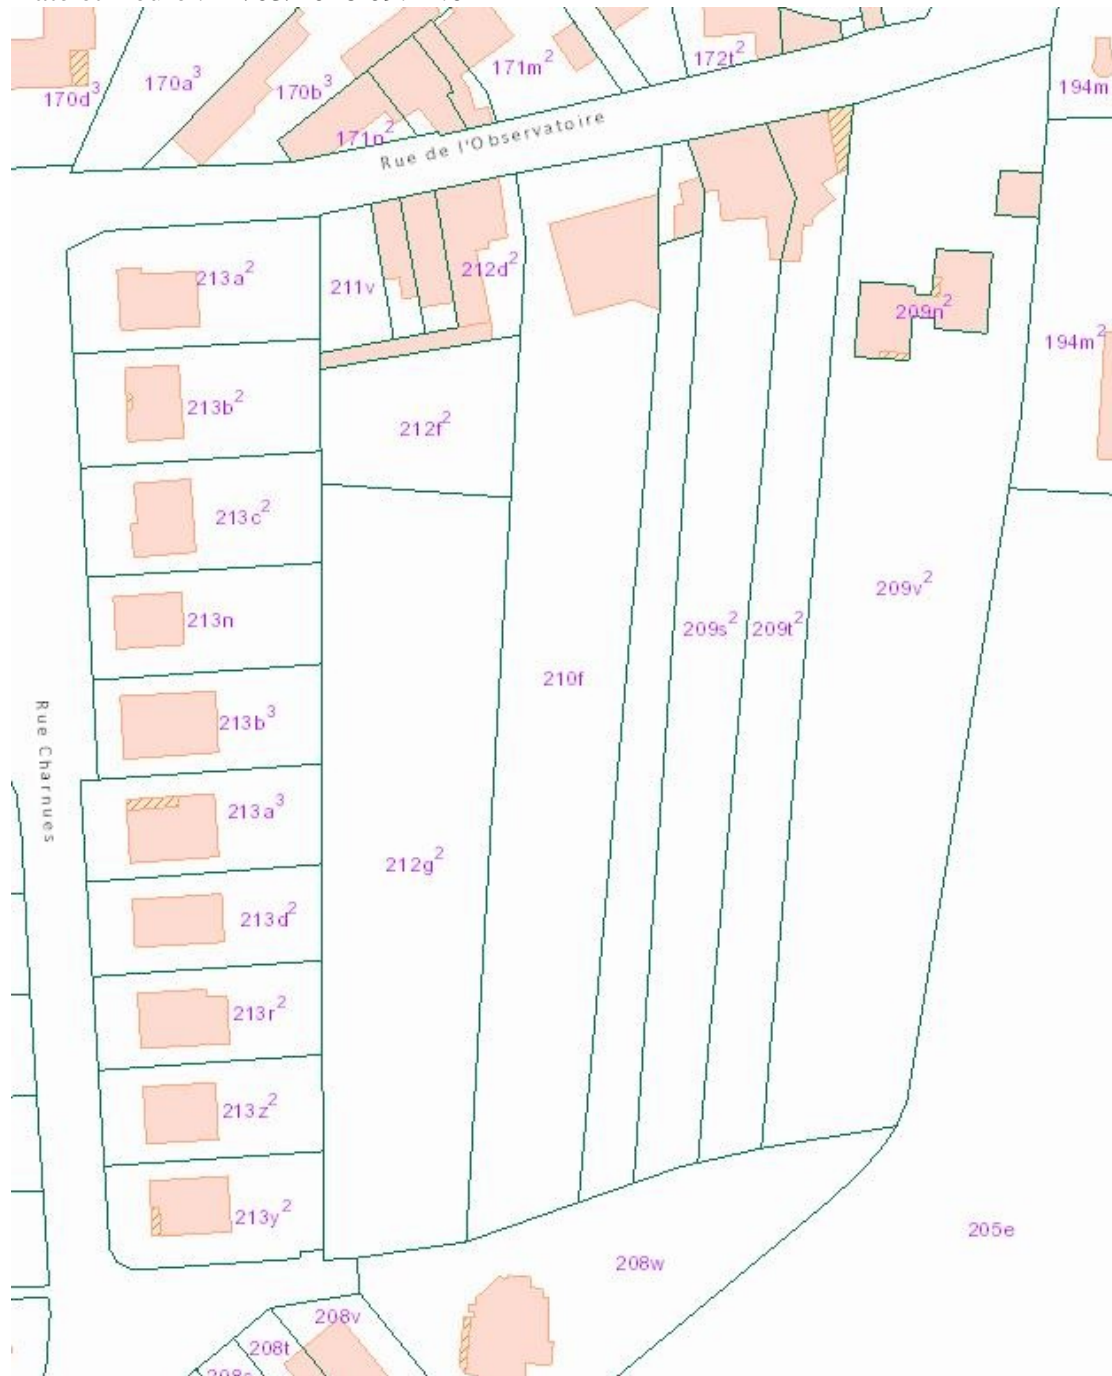 172t²
171m²
170a³
194m
170b³
170d³
171n²
Rue de l'Observatoire
213a²
212d²
211v
209n²
194m²
213b²
212f²
213c²
209v²
213n
209s²
209t²
210f
213b³
Rue Charnues
213a³
212g²
213d²
213r²
213z²
213y²
205e
208w
208v
208t